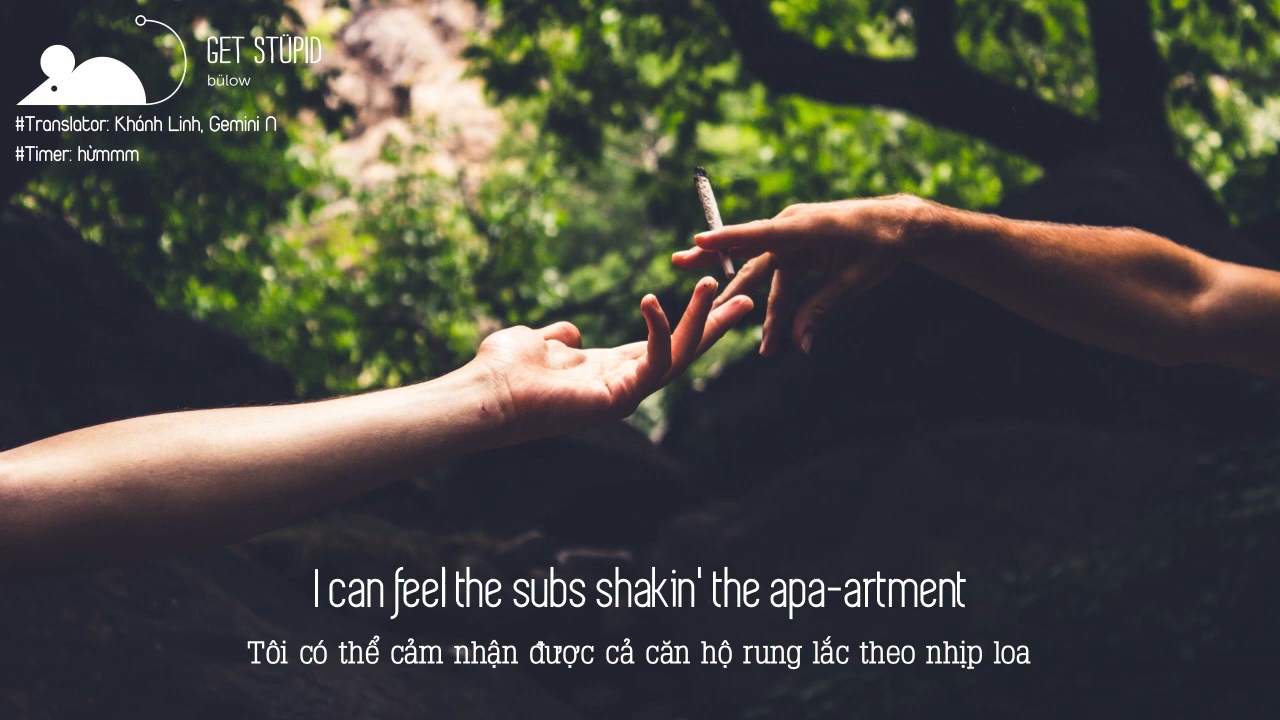 GET STÜPID
bülow
#Translator: Khánh Linh, Gemini N
#Timer: hừmmm
I can feel the subs shakin' the apa-artment
Tôi có thể cảm nhận được cả căn hộ rung lắc theo nhịp loa